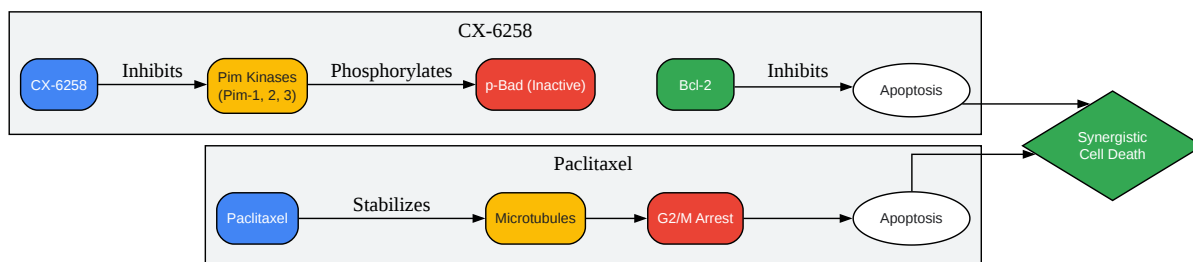 CX-6258
CX-6258
Inhibits
Pim Kinases
(Pim-1, 2, 3)
Phosphorylates
p-Bad (Inactive)
Bcl-2
Inhibits
Apoptosis
Synergistic
Cell Death
Paclitaxel
Paclitaxel
Stabilizes
Microtubules
G2/M Arrest
Apoptosis